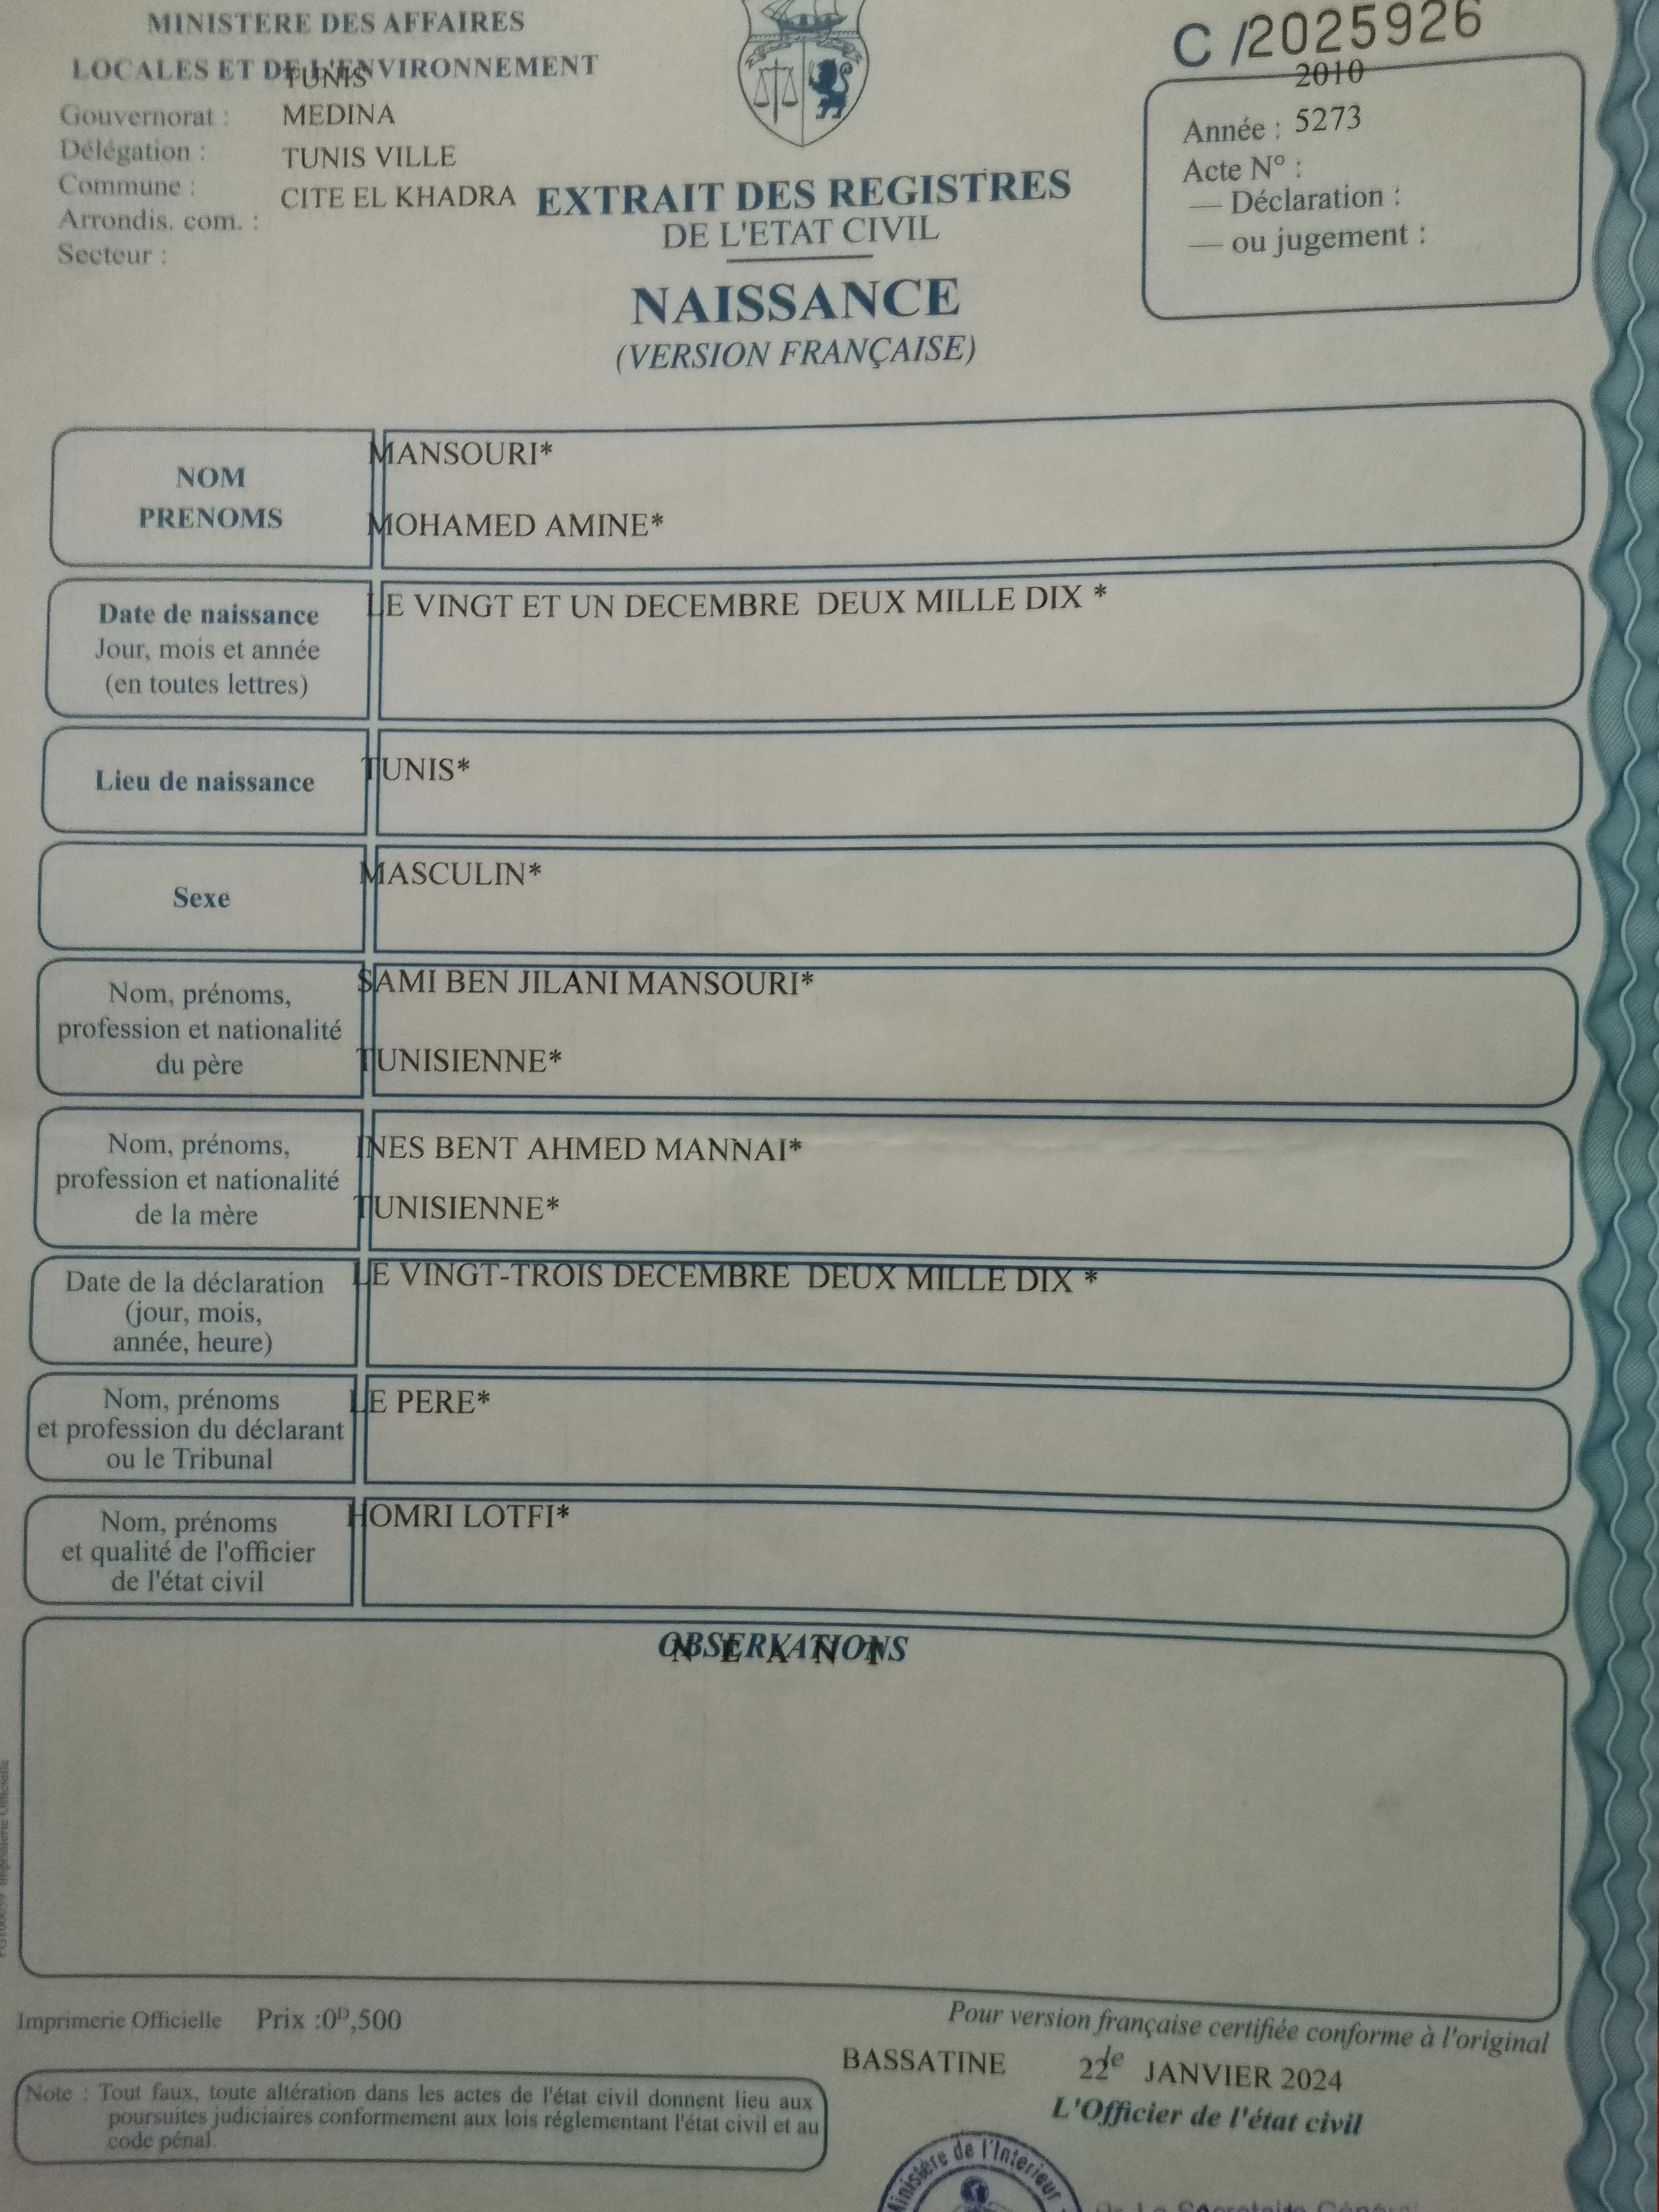 MINISTERE DES AFFAIRES
LOCALES ET DE L'ENVIRONNEMENT
TUNIS
Gouvernorat :
MEDINA
Délégation :
TUNIS VILLE
Commune :
CITE EL KHADRA
Arrondis. com. :
Secteur :
C /2025926
2010
Année : 5273
Acte N° :
— Déclaration :
— ou jugement :
EXTRAIT DES REGISTRES
DE L'ETAT CIVIL
NAISSANCE
(VERSION FRANÇAISE)
NOM
PRENOMS
MANSOURI*
MOHAMED AMINE*
Date de naissance
Jour, mois et année
(en toutes lettres)
LE VINGT ET UN DECEMBRE DEUX MILLE DIX *
Lieu de naissance
TUNIS*
Sexe
MASCULIN*
Nom, prénoms,
profession et nationalité
du père
SAMI BEN JILANI MANSOURI*
TUNISIENNE*
Nom, prénoms,
profession et nationalité
de la mère
INES BENT AHMED MANNAI*
TUNISIENNE*
Date de la déclaration
(jour, mois,
année, heure)
LE VINGT-TROIS DECEMBRE DEUX MILLE DIX *
Nom, prénoms
et profession du déclarant
ou le Tribunal
LE PERE*
Nom, prénoms
et qualité de l'officier
de l'état civil
HOMRI LOTFI*
OBSERVATIONS
N E A N T
Imprimerie Officielle Prix :0D,500
Pour version française certifiée conforme à l'original
BASSATINE 22 le JANVIER 2024
L'Officier de l'état civil
Note : Tout faux, toute altération dans les actes de l'état civil donnent lieu aux
poursuites judiciaires conformement aux lois réglementant l'état civil et au
code pénal.
Ministère de l'Intérieur